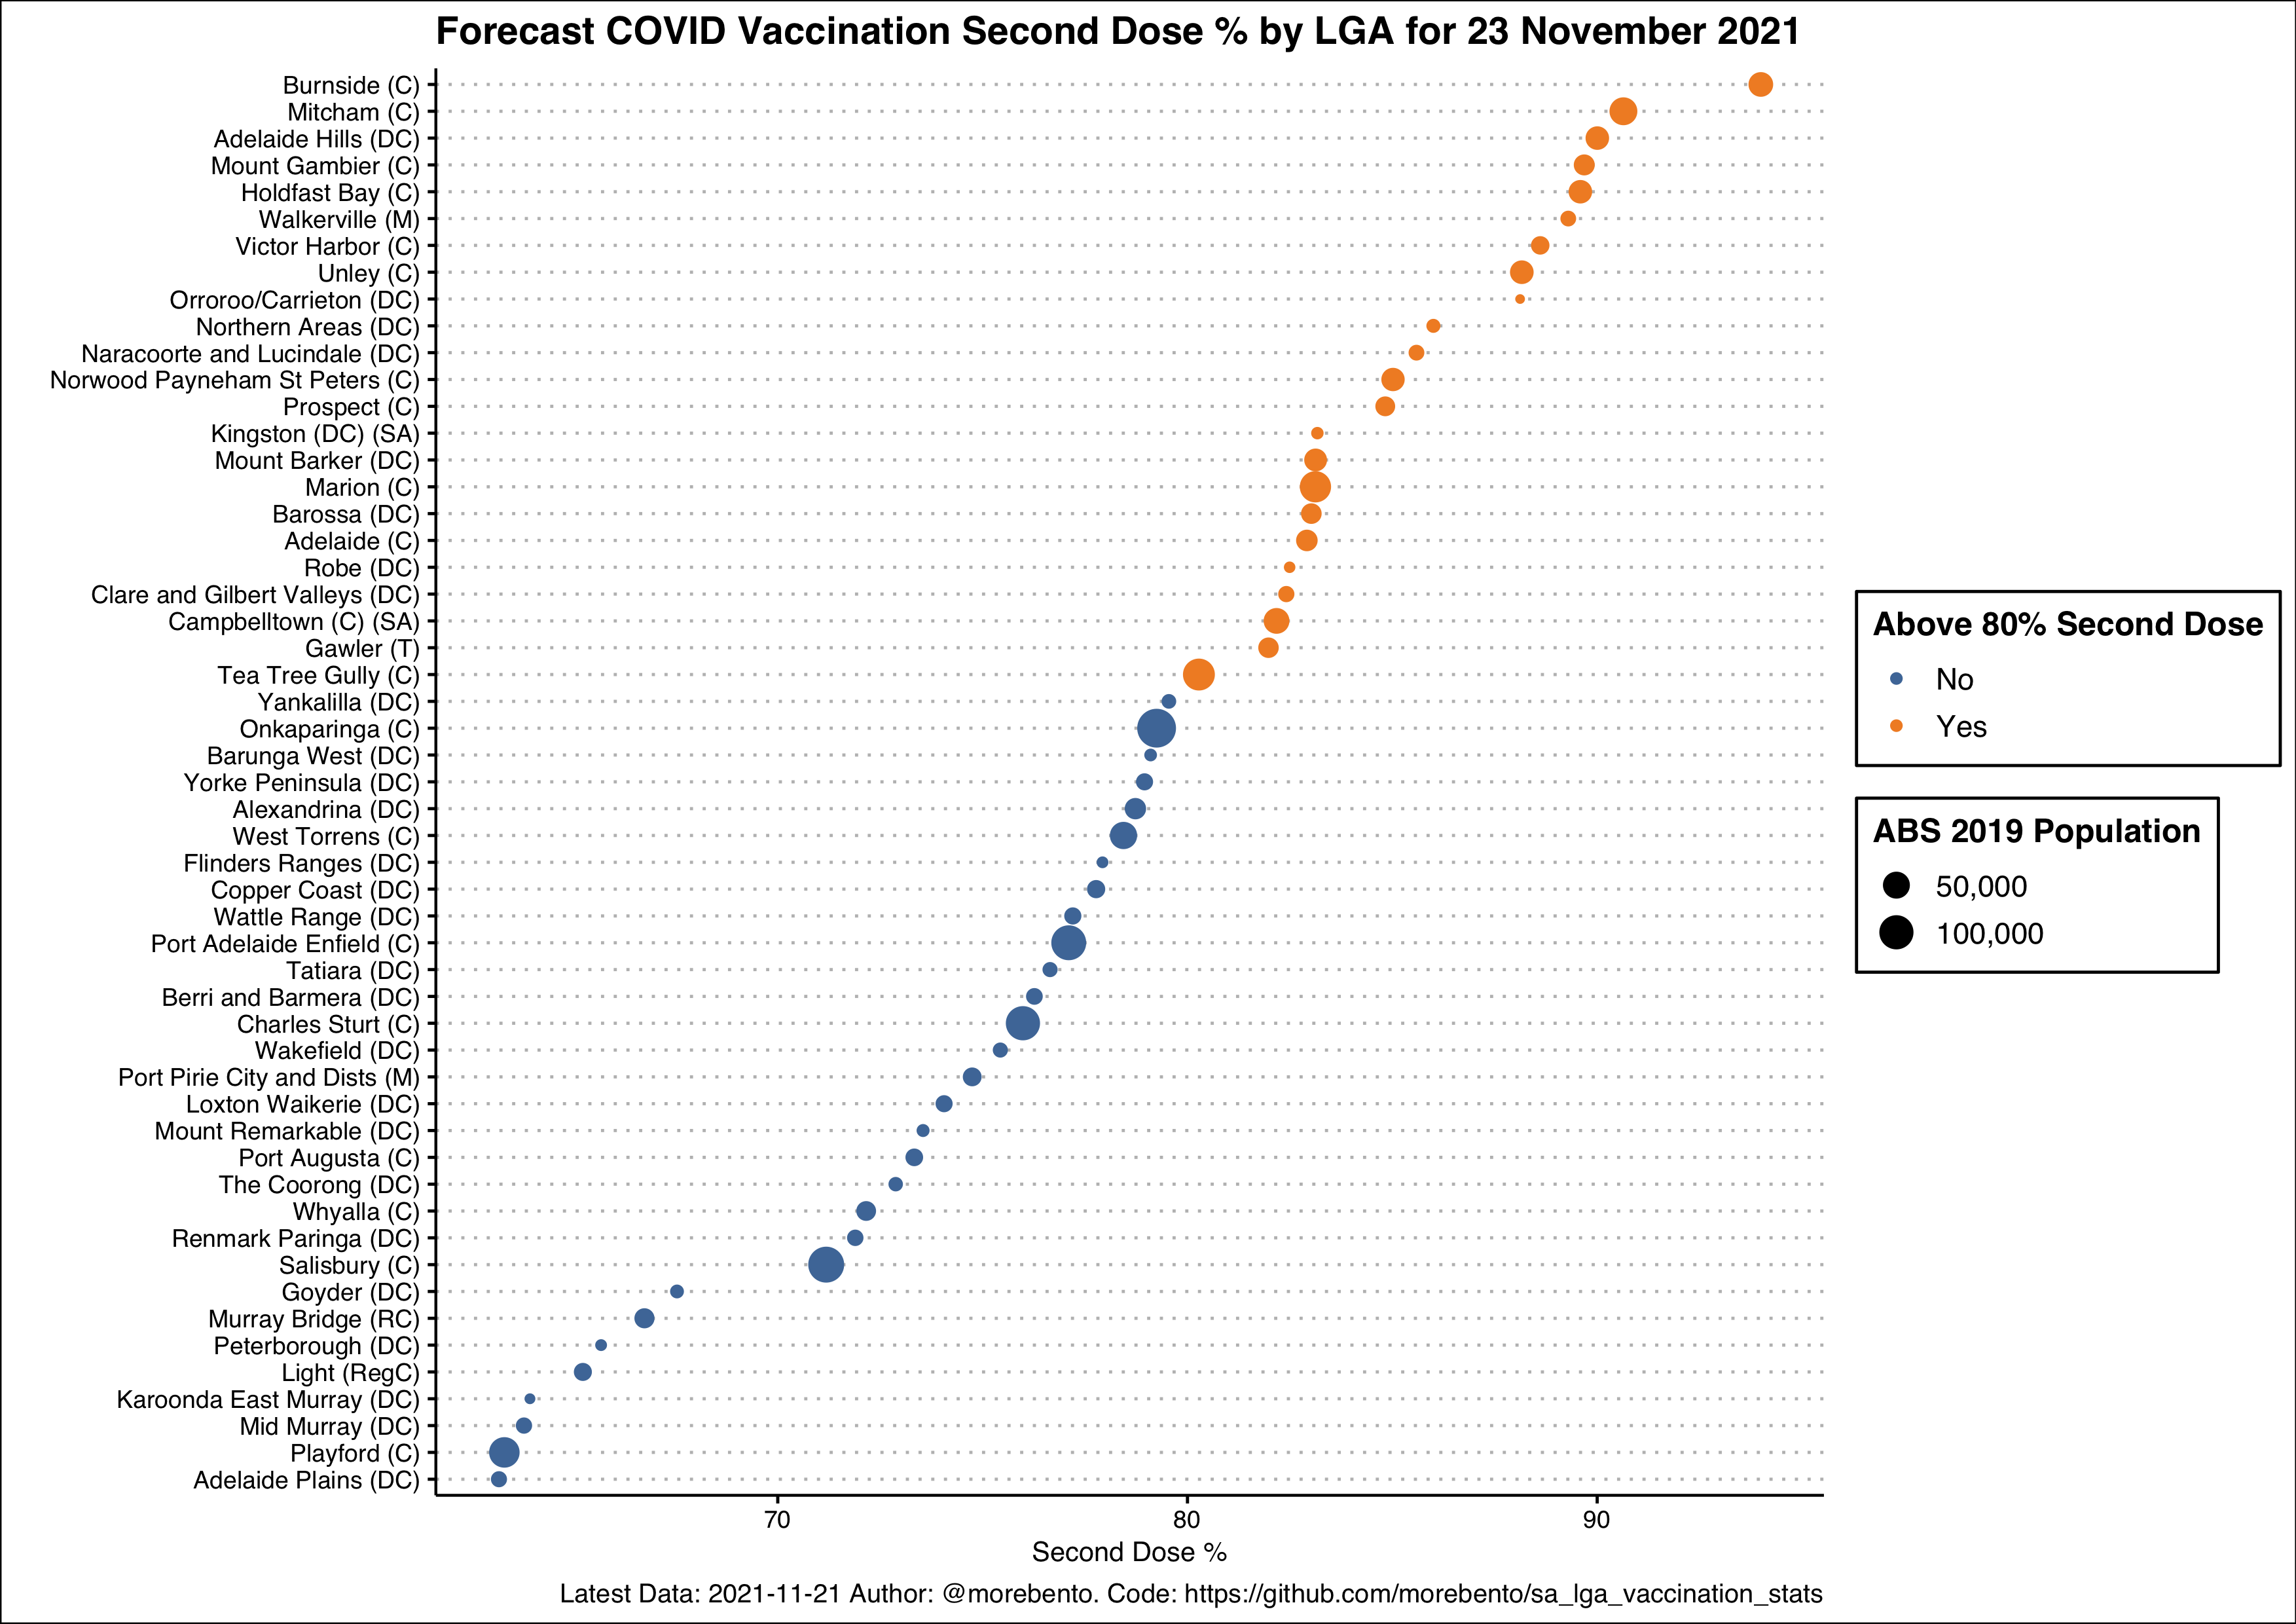 Forecast COVID Vaccination Second Dose % by LGA for 23 November 2021
Burnside (C)
Mitcham (C)
Adelaide Hills (DC)
Mount Gambier (C)
Holdfast Bay (C)
Walkerville (M)
Victor Harbor (C)
Unley (C)
Orroroo/Carrieton (DC)
Northern Areas (DC)
Naracoorte and Lucindale (DC)
Norwood Payneham St Peters (C)
Prospect (C)
Kingston (DC) (SA)
Mount Barker (DC)
Marion (C)
Barossa (DC)
Adelaide (C)
Robe (DC)
Clare and Gilbert Valleys (DC)
Campbelltown (C) (SA)
Gawler (T)
Tea Tree Gully (C)
Yankalilla (DC)
Onkaparinga (C)
Barunga West (DC)
Yorke Peninsula (DC)
Alexandrina (DC)
West Torrens (C)
Flinders Ranges (DC)
Copper Coast (DC)
Wattle Range (DC)
Port Adelaide Enfield (C)
Tatiara (DC)
Berri and Barmera (DC)
Charles Sturt (C)
Wakefield (DC)
Port Pirie City and Dists (M)
Loxton Waikerie (DC)
Mount Remarkable (DC)
Port Augusta (C)
The Coorong (DC)
Whyalla (C)
Renmark Paringa (DC)
Salisbury (C)
Goyder (DC)
Murray Bridge (RC)
Peterborough (DC)
Light (RegC)
Karoonda East Murray (DC)
Mid Murray (DC)
Playford (C)
Adelaide Plains (DC)
70 80 90
Second Dose %
Above 80% Second Dose
No
Yes
ABS 2019 Population
50,000
100,000
Latest Data: 2021-11-21 Author: @morebento. Code: https://github.com/morebento/sa_lga_vaccination_stats